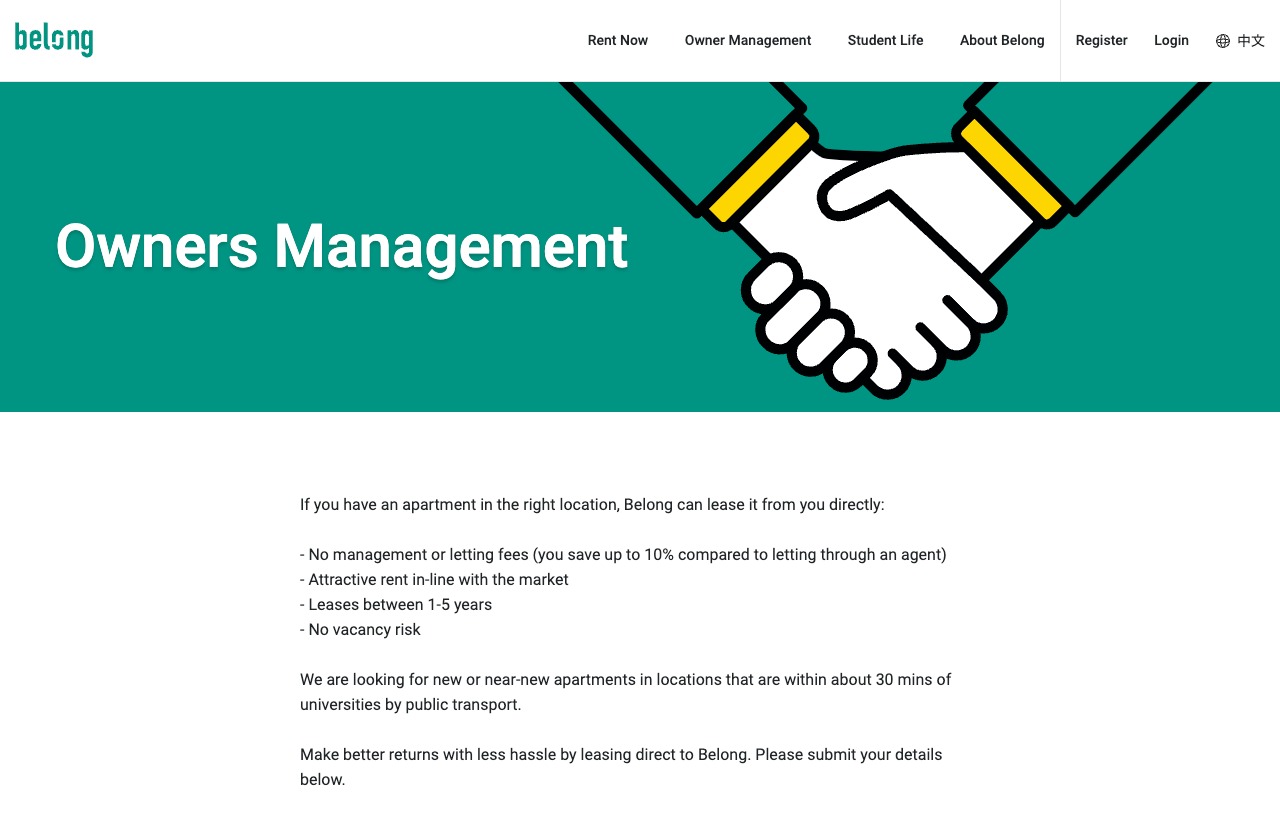 belong
Rent Now
Owner Management
Student Life
About Belong
Register
Login
中文
Owners Management
If you have an apartment in the right location, Belong can lease it from you directly:
- No management or letting fees (you save up to 10% compared to letting through an agent)
- Attractive rent in-line with the market
- Leases between 1-5 years
- No vacancy risk
We are looking for new or near-new apartments in locations that are within about 30 mins of
universities by public transport.
Make better returns with less hassle by leasing direct to Belong. Please submit your details
below.